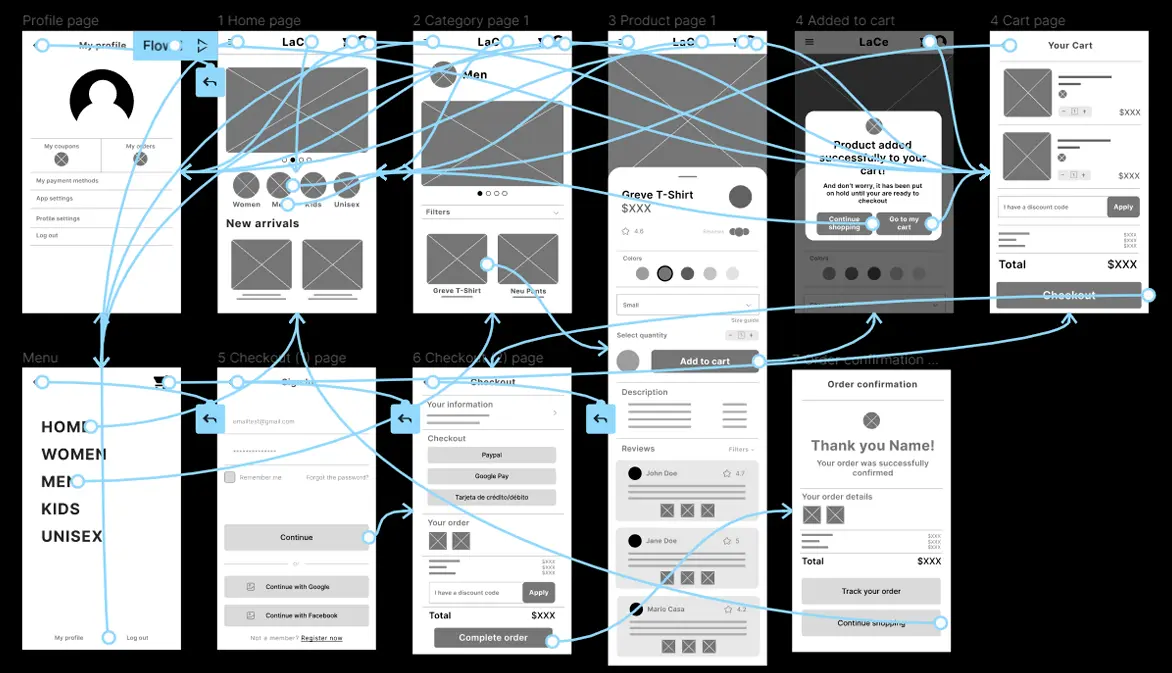 Profile page
My profile
Flow
My coupons
My orders
My payment methods
App settings
Profile settings
Log out
1 Home page
LaCe
Women
Men
Kids
Unisex
New arrivals
2 Category page 1
LaCe
Men
Filters
Greve T-Shirt
Neu Pants
3 Product page 1
LaCe
Greve T-Shirt
$XXX
4.6
Reviews
Colors
Small
Size guide
Select quantity
- 1 +
Add to cart
Description
Reviews
Filters
John Doe
4.7
Jane Doe
5
Mario Casa
4.3
4 Added to cart
LaCe
Product added
successfully to your
cart!
And don't worry, it has been put
on hold until your are ready to
checkout
Continue
shopping
Go to my
cart
Colors
4 Cart page
Your Cart
- 1 +
$XXX
- 1 +
$XXX
I have a discount code
Apply
$XXX
$XXX
$XXX
Total
$XXX
Checkout
Menu
HOME
WOMEN
MEN
KIDS
UNISEX
My profile
Log out
5 Checkout (1) page
Sign in
emailtest@gmail.com
Remember me
Forgot the password?
Continue
or
Continue with Google
Continue with Facebook
Not a member? Register now
6 Checkout (2) page
Checkout
Your information
Checkout
Paypal
Google Pay
Tarjeta de crédito/débito
Your order
$XXX
$XXX
$XXX
I have a discount code
Apply
Total
$XXX
Complete order
7 Order confirmation ...
Order confirmation
Thank you Name!
Your order was successfully
confirmed
Your order details
$XXX
$XXX
$XXX
Total
$XXX
Track your order
Continue shopping